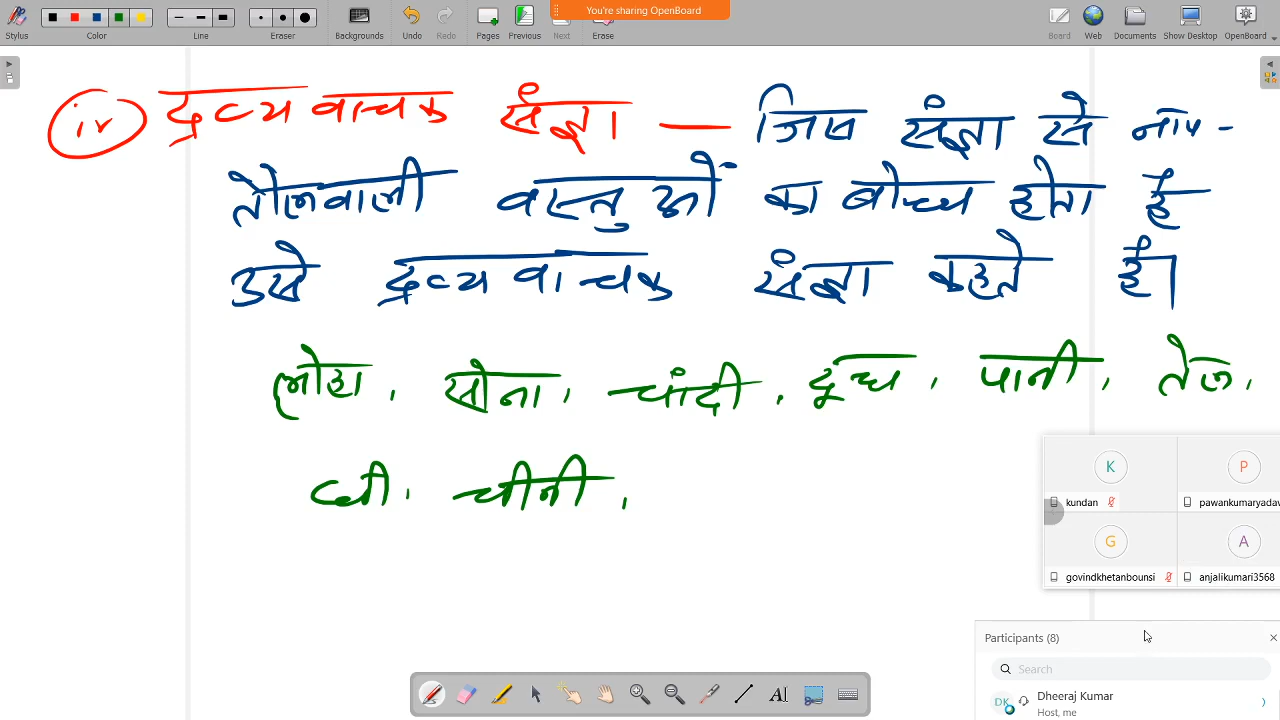 Stylus Color Line Eraser Backgrounds Undo Redo Pages Previous Next Erase Board Web Documents Show Desktop OpenBoard
You're sharing OpenBoard
iv द्रव्य वाचक संज्ञा — जिस संज्ञा से नाप -
तौलवाली वस्तुओं का बोध होता है
उसे द्रव्य वाचक संज्ञा कहते हैं।
लोहा, सोना, चांदी, दूध, पानी, तेल,
घी, चीनी,
K P
kundan pawankumaryadav
G A
govindkhetanbounsi anjalikumari3568
Participants (8)
Search
DK Dheeraj Kumar
Host, me